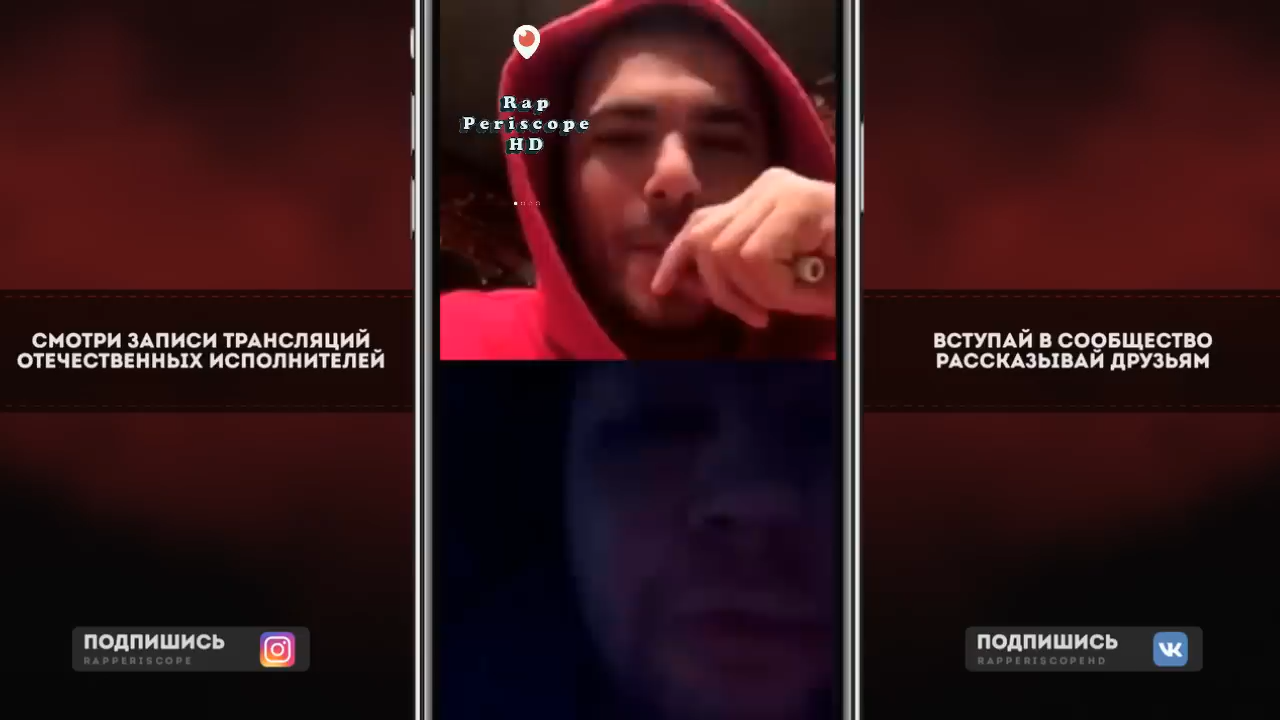 Rap
Periscope
HD
СМОТРИ ЗАПИСИ ТРАНСЛЯЦИЙ
ОТЕЧЕСТВЕННЫХ ИСПОЛНИТЕЛЕЙ
ВСТУПАЙ В СООБЩЕСТВО
РАССКАЗЫВАЙ ДРУЗЬЯМ
ПОДПИШИСЬ
RAPPERISCOPE
ПОДПИШИСЬ
RAPPERISCOPEHD